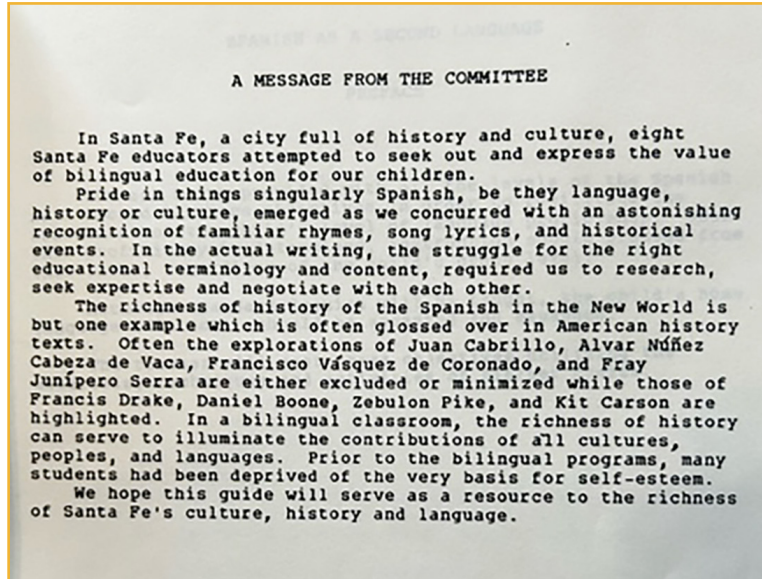 A MESSAGE FROM THE COMMITTEE
In Santa Fe, a city full of history and culture, eight
Santa Fe educators attempted to seek out and express the value
of bilingual education for our children.
Pride in things singularly Spanish, be they language,
history or culture, emerged as we concurred with an astonishing
recognition of familiar rhymes, song lyrics, and historical
events. In the actual writing, the struggle for the right
educational terminology and content, required us to research,
seek expertise and negotiate with each other.
The richness of history of the Spanish in the New World is
but one example which is often glossed over in American history
texts. Often the explorations of Juan Cabrillo, Alvar Núñez
Cabeza de Vaca, Francisco Vásquez de Coronado, and Fray
Junípero Serra are either excluded or minimized while those of
Francis Drake, Daniel Boone, Zebulon Pike, and Kit Carson are
highlighted. In a bilingual classroom, the richness of history
can serve to illuminate the contributions of all cultures,
peoples, and languages. Prior to the bilingual programs, many
students had been deprived of the very basis for self-esteem.
We hope this guide will serve as a resource to the richness
of Santa Fe's culture, history and language.